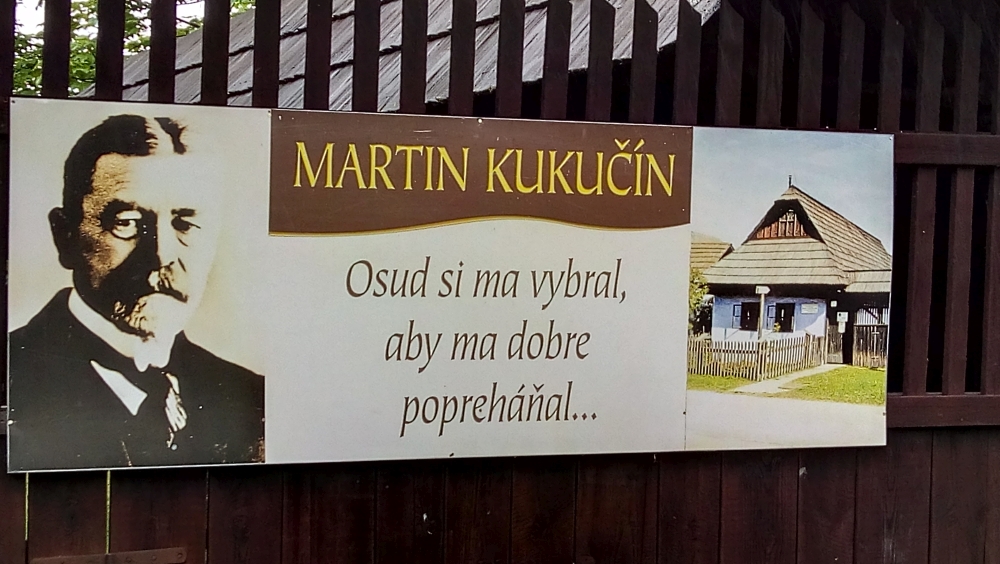 MARTIN KUKUČÍN
Osud si ma vybral,
aby ma dobre
popreháňal...